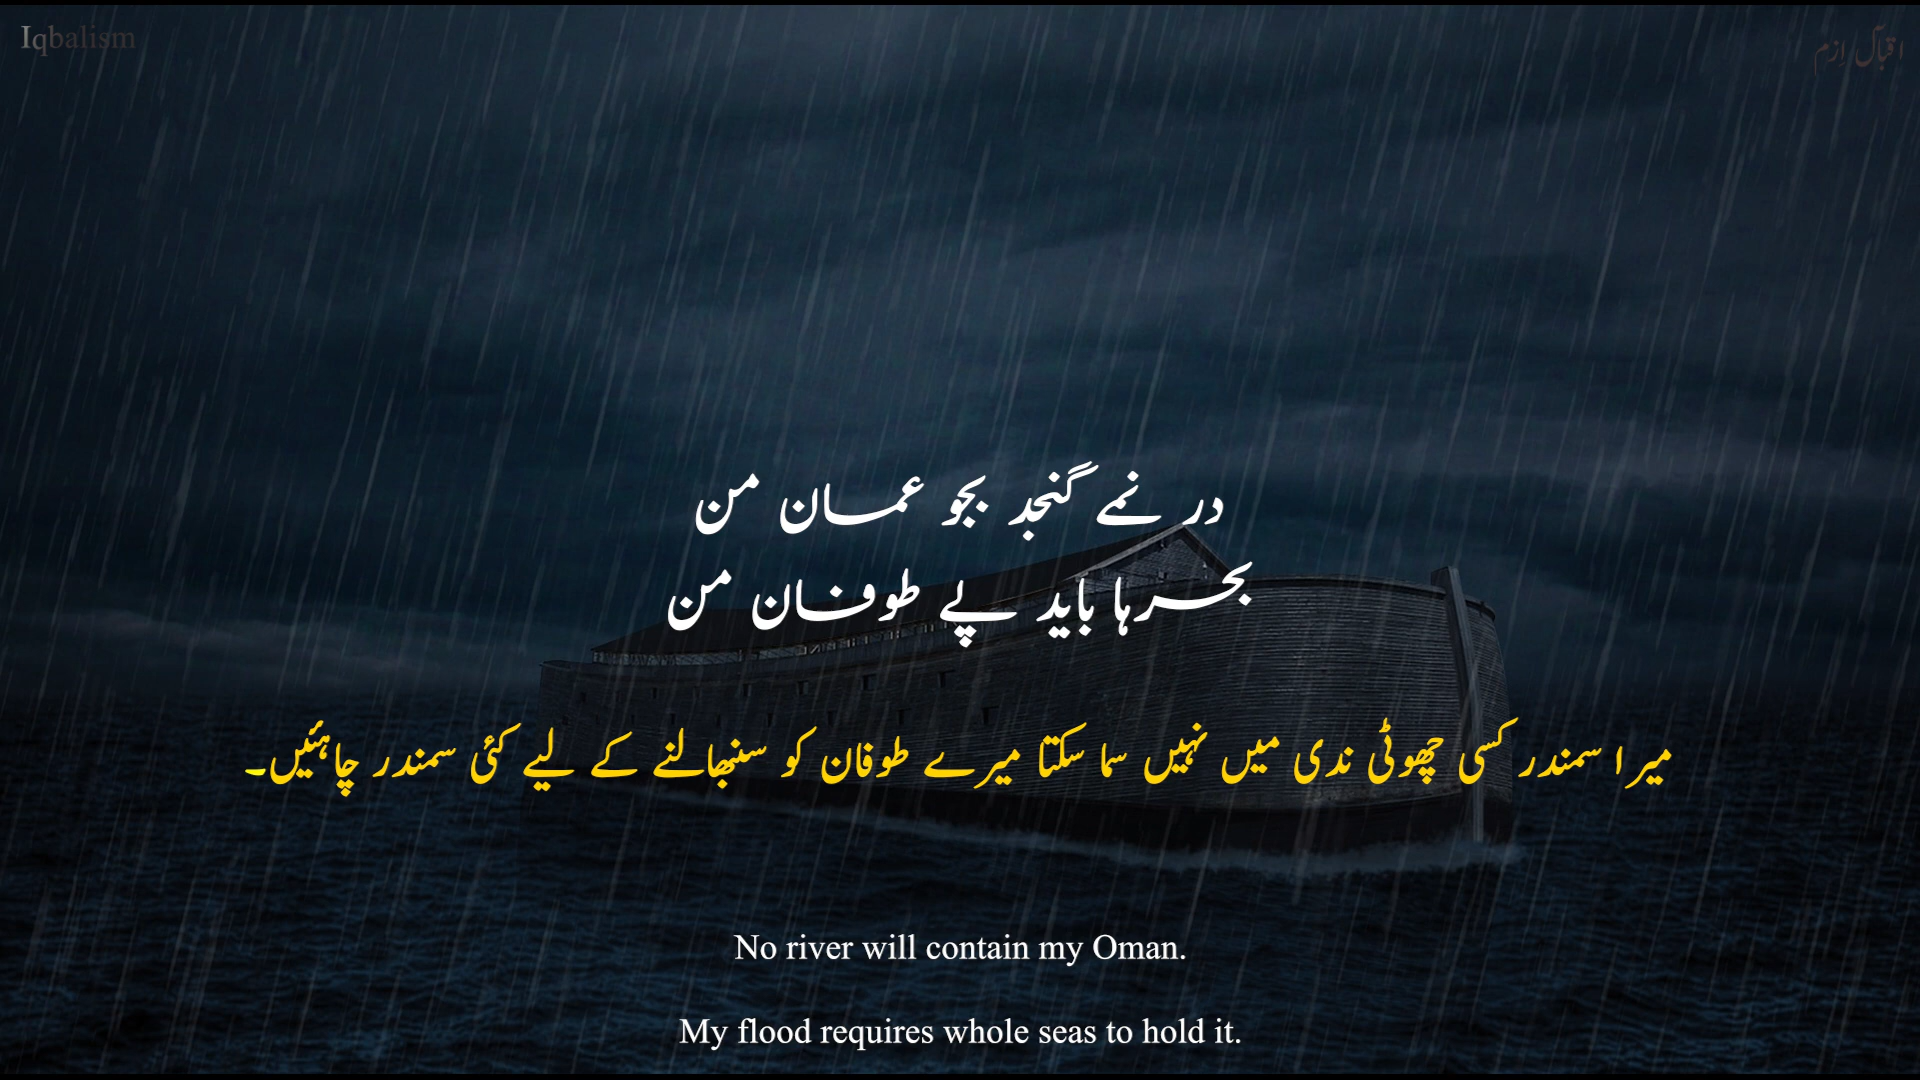 Iqbalism
اقبال اِزم
در نمے گنجد بجو عمان من
بحرہا باید پے طوفان من
میرا سمندر کسی چھوٹی ندی میں نہیں سما سکتا میرے طوفان کو سنبھالنے کے لیے کئی سمندر چاہئیں۔
No river will contain my Oman.
My flood requires whole seas to hold it.